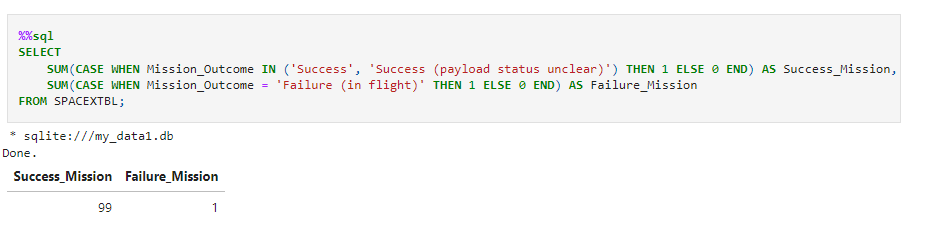 %%sql
SELECT
SUM(CASE WHEN Mission_Outcome IN ('Success', 'Success (payload status unclear)') THEN 1 ELSE 0 END) AS Success_Mission,
SUM(CASE WHEN Mission_Outcome = 'Failure (in flight)' THEN 1 ELSE 0 END) AS Failure_Mission
FROM SPACEXTBL;
* sqlite:///my_data1.db
Done.
Success_Mission Failure_Mission
99 1